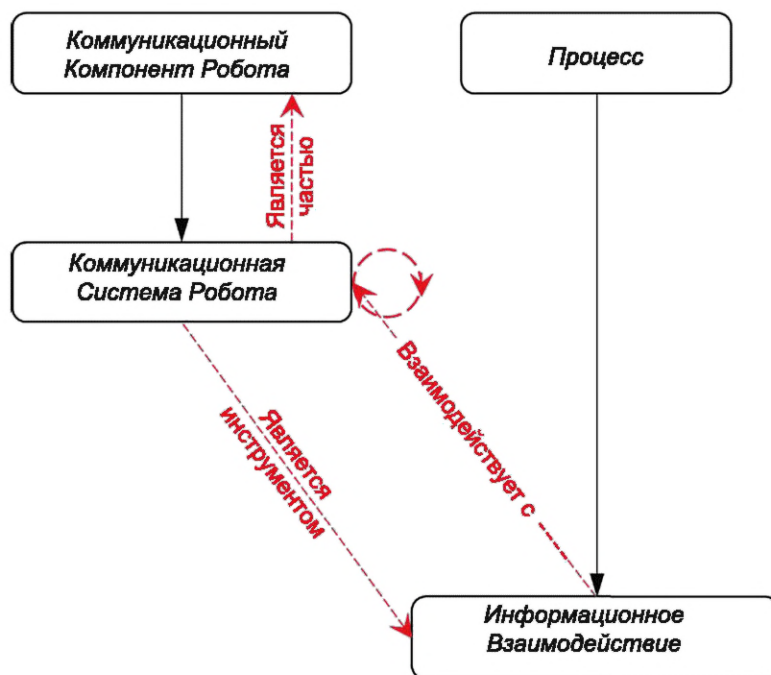 Коммуникационный
Компонент Робота
Процесс
Является
частью
Коммуникационная
Система Робота
Взаимодействует с
Является
инструментом
Информационное
Взаимодействие